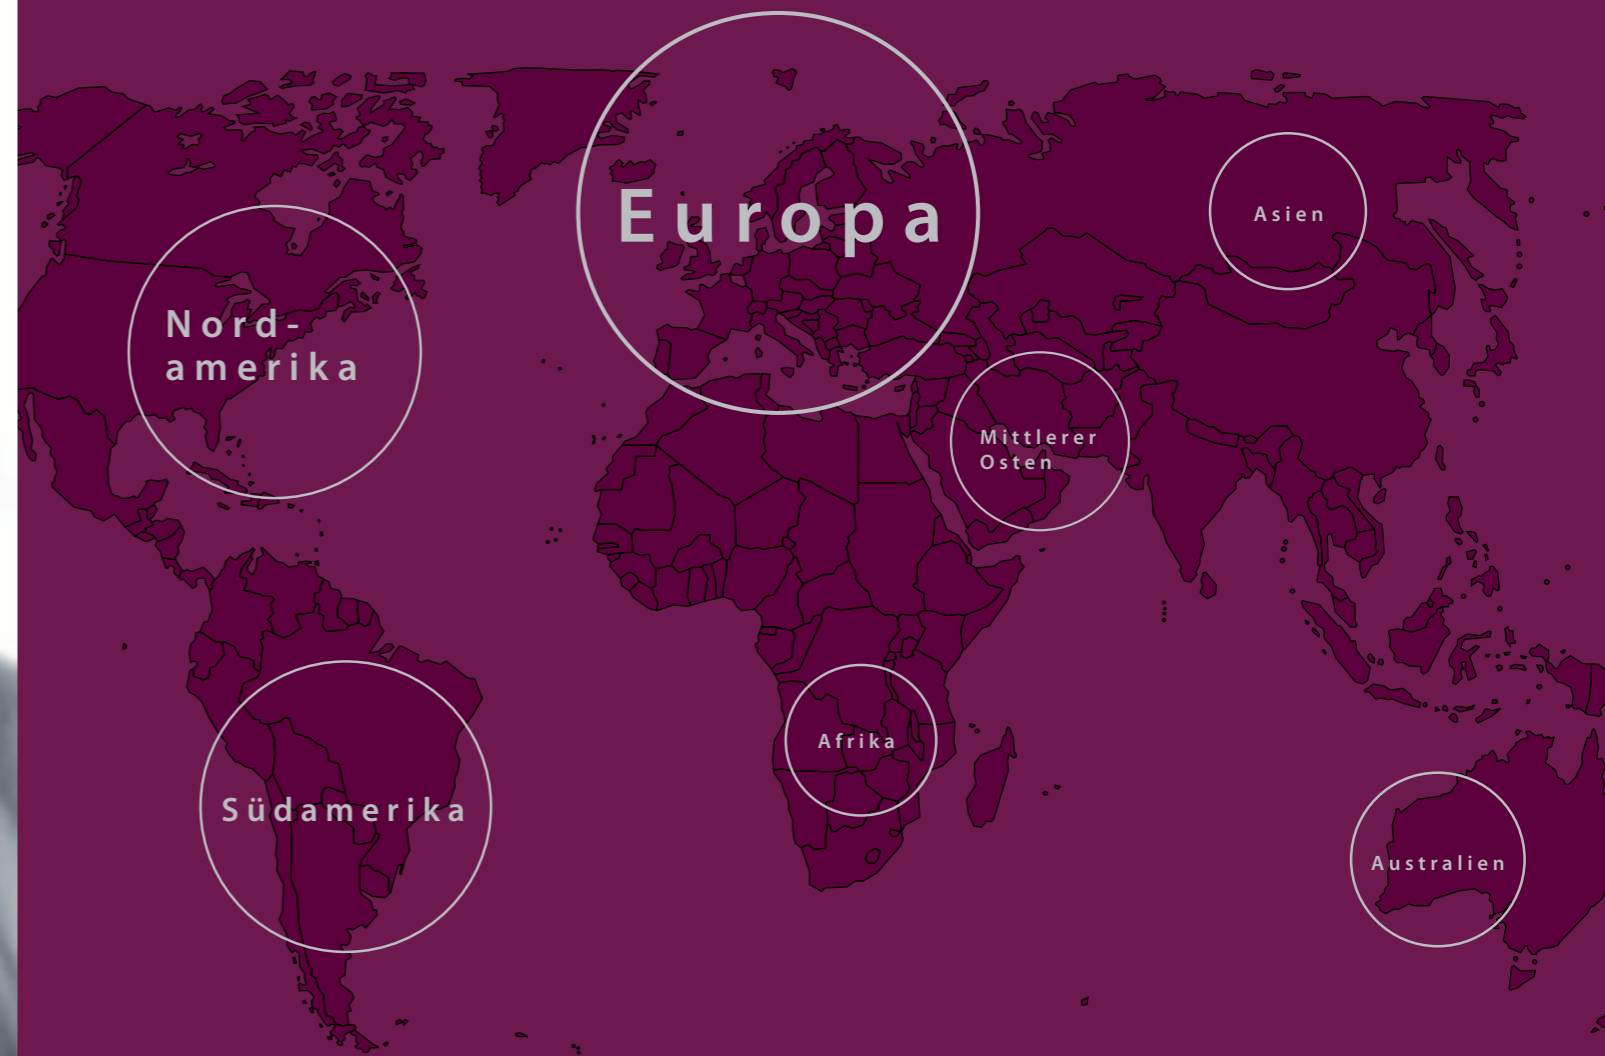 Europa
Asien
Nord-
amerika
Mittlerer
Osten
Afrika
Südamerika
Australien